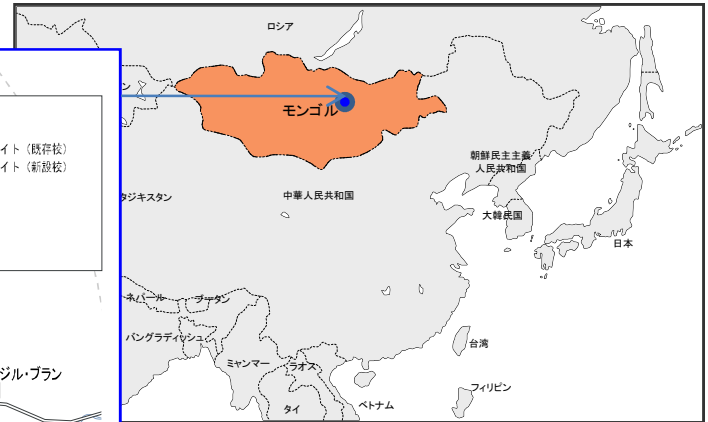 ロシア
ン
モンゴル
イト（既存校）
イト（新設校）
朝鮮民主主義
人民共和国
タジキスタン
中華人民共和国
大韓民国
日本
ネパール
ブータン
バングラディッシュ
台湾
ミャンマー
ラオス
ジル・ブラン
フィリピン
タイ
ベトナム